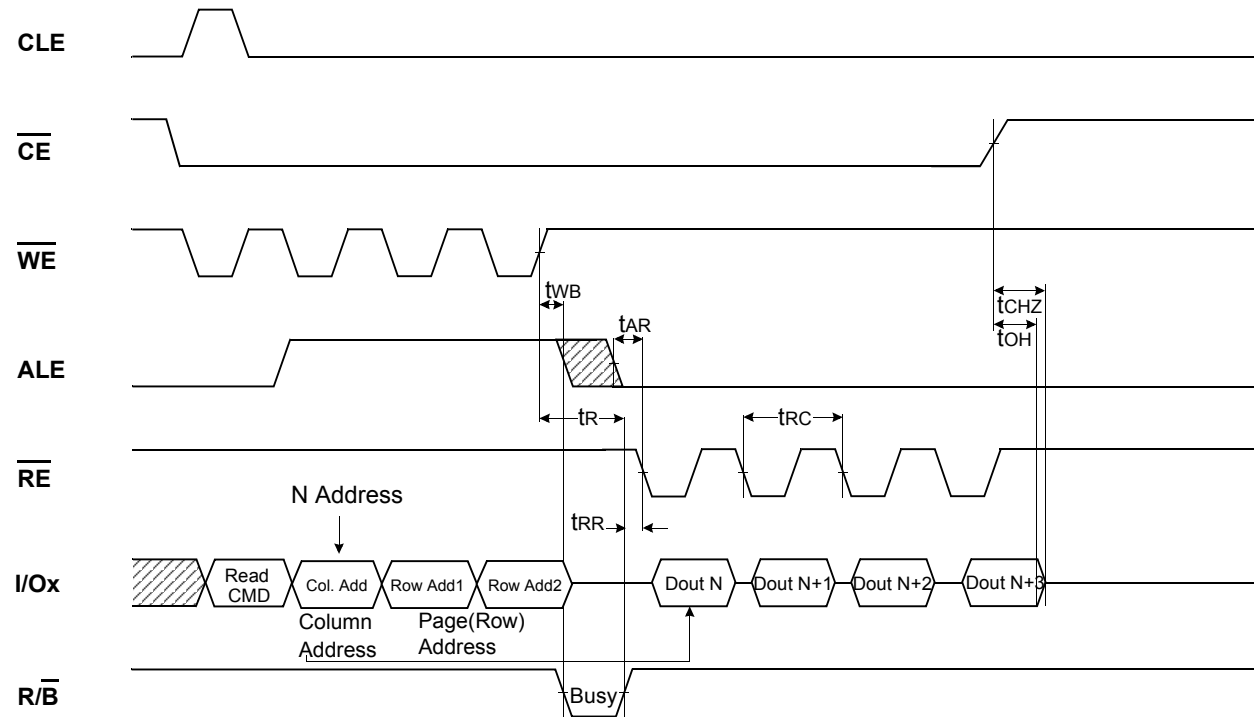 CLE
CE
WE
tWB
tCHZ
tAR
tOH
ALE
tR
tRC
RE
N Address
tRR
I/Ox
Read
CMD
Col. Add
Row Add1
Row Add2
Dout N
Dout N+1
Dout N+2
Dout N+3
Column
Address
Page(Row)
Address
R/B
Busy